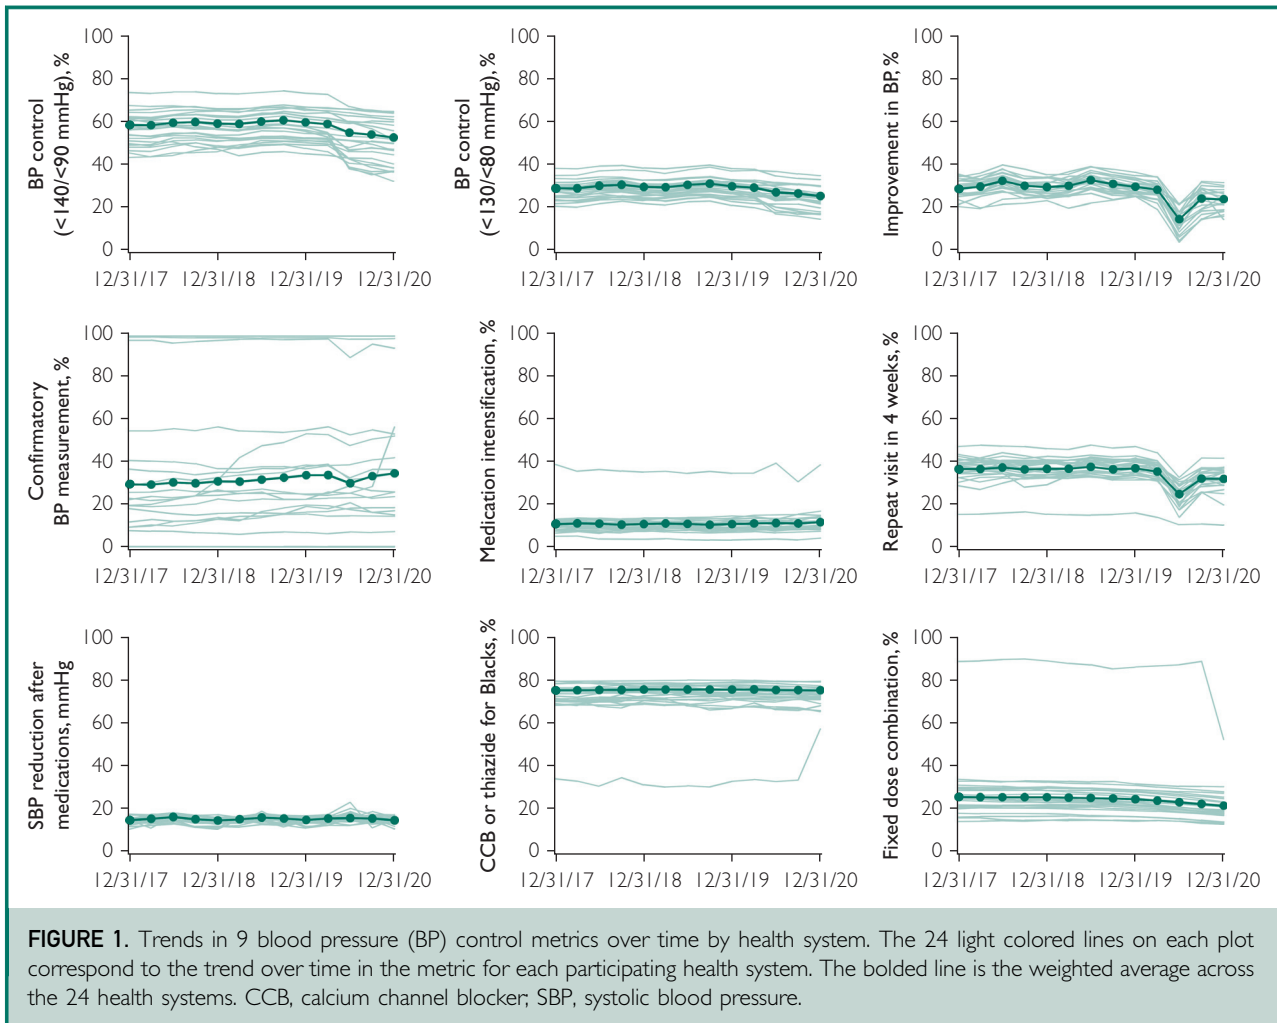 BP control
(<140/<90 mmHg), %
100
80
60
40
20
0
12/31/17 12/31/18 12/31/19 12/31/20
BP control
(<130/<80 mmHg), %
100
80
60
40
20
0
12/31/17 12/31/18 12/31/19 12/31/20
Improvement in BP, %
100
80
60
40
20
0
12/31/17 12/31/18 12/31/19 12/31/20
Confirmatory
BP measurement, %
100
80
60
40
20
0
12/31/17 12/31/18 12/31/19 12/31/20
Medication intensification, %
100
80
60
40
20
0
12/31/17 12/31/18 12/31/19 12/31/20
Repeat visit in 4 weeks, %
100
80
60
40
20
0
12/31/17 12/31/18 12/31/19 12/31/20
SBP reduction after
medications, mmHg
100
80
60
40
20
0
12/31/17 12/31/18 12/31/19 12/31/20
CCB or thiazide for Blacks, %
100
80
60
40
20
0
12/31/17 12/31/18 12/31/19 12/31/20
Fixed dose combination, %
100
80
60
40
20
0
12/31/17 12/31/18 12/31/19 12/31/20
FIGURE 1. Trends in 9 blood pressure (BP) control metrics over time by health system. The 24 light colored lines on each plot
correspond to the trend over time in the metric for each participating health system. The bolded line is the weighted average across
the 24 health systems. CCB, calcium channel blocker; SBP, systolic blood pressure.